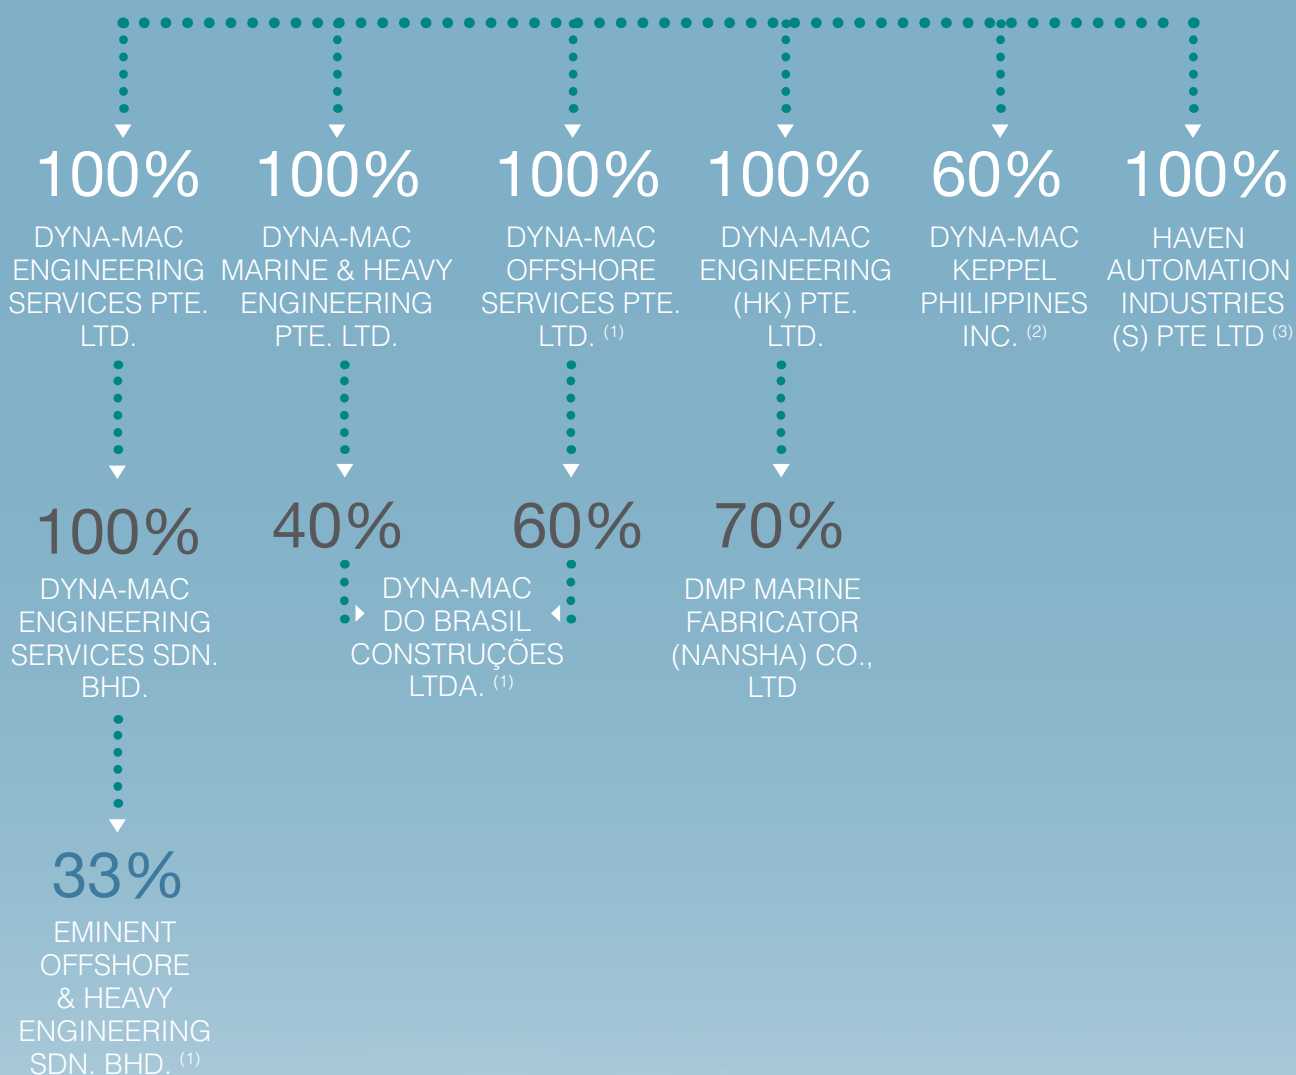 100%
DYNA-MAC
ENGINEERING
SERVICES PTE.
LTD.
100%
DYNA-MAC
MARINE & HEAVY
ENGINEERING
PTE. LTD.
100%
DYNA-MAC
OFFSHORE
SERVICES PTE.
LTD. (1)
100%
DYNA-MAC
ENGINEERING
(HK) PTE.
LTD.
60%
DYNA-MAC
KEPPEL
PHILIPPINES
INC. (2)
100%
HAVEN
AUTOMATION
INDUSTRIES
(S) PTE LTD (3)
100%
DYNA-MAC
ENGINEERING
SERVICES SDN.
BHD.
40%
60%
DYNA-MAC
DO BRASIL
CONSTRUÇÕES
LTDA. (1)
70%
DMP MARINE
FABRICATOR
(NANSHA) CO.,
LTD
33%
EMINENT
OFFSHORE
& HEAVY
ENGINEERING
SDN. BHD. (1)